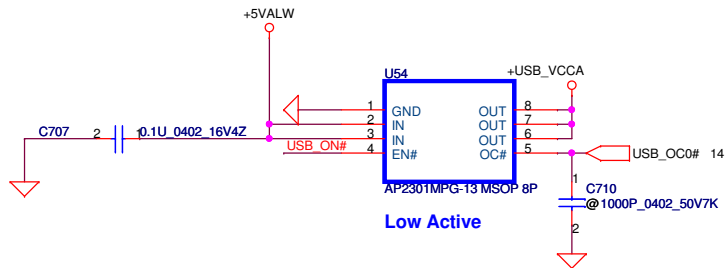 +5VALW
U54
+USB_VCCA
1 GND OUT 8
2 IN OUT 7
3 IN OUT 6
4 EN# OC# 5
C707
2 1
0.1U_0402_16V4Z
USB_ON#
USB_OC0# 14
AP2301MPG-13 MSOP 8P
Low Active
1
C710
@1000P_0402_50V7K
2